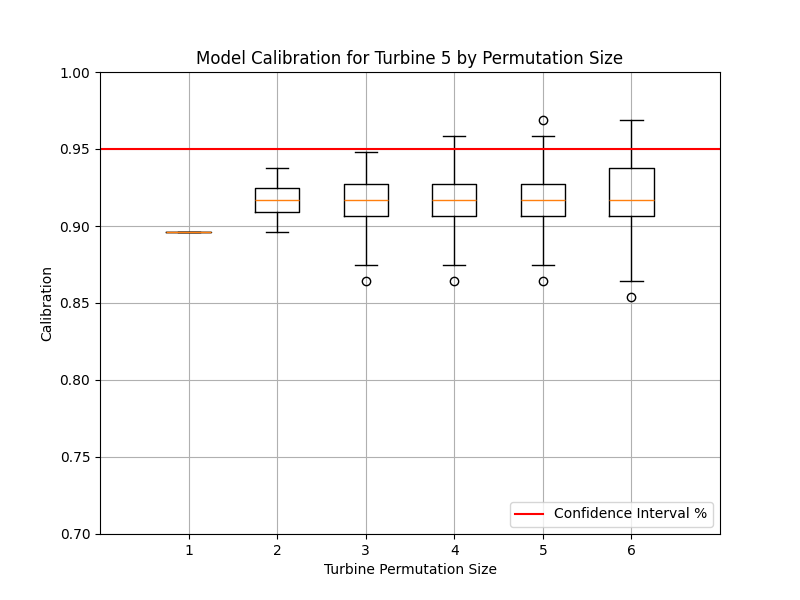 Model Calibration for Turbine 5 by Permutation Size
1.00
0.95
0.90
0.85
0.80
0.75
0.70
Calibration
Confidence Interval %
1 2 3 4 5 6
Turbine Permutation Size